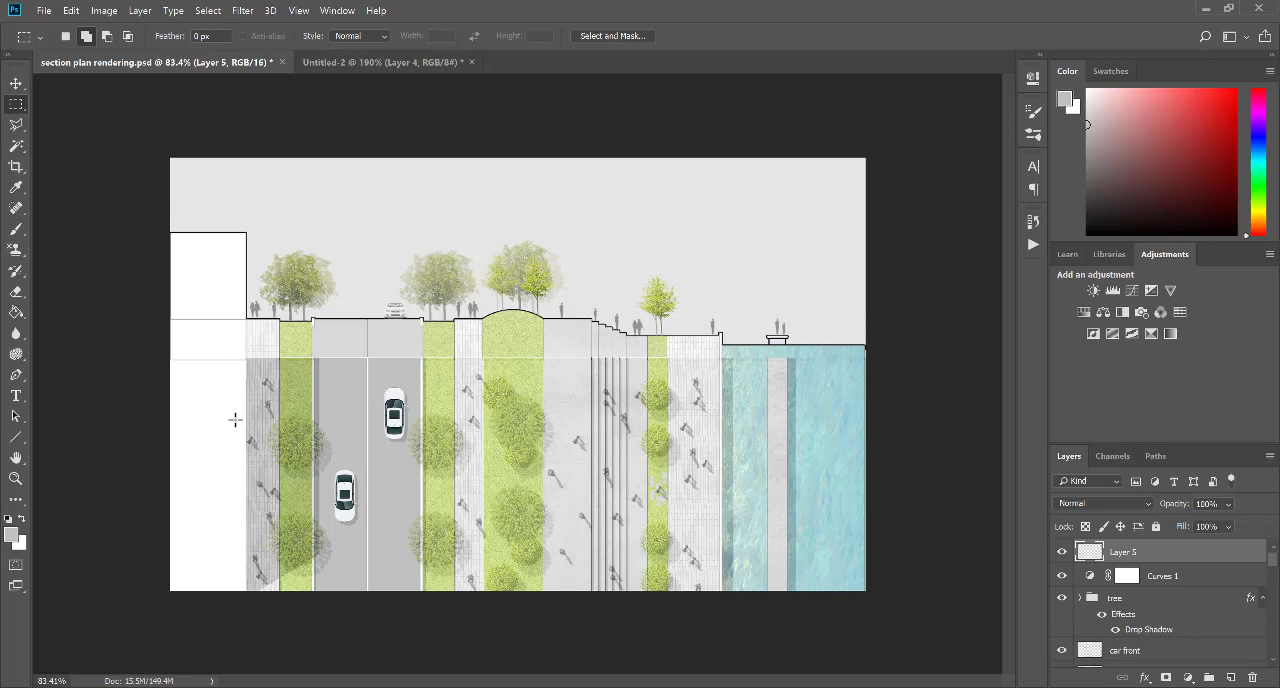 Ps File Edit Image Layer Type Select Filter 3D View Window Help
Feather: 0 px Anti-alias Style: Normal Width: Height: Select and Mask...
section plan rendering.psd @ 83.4% (Layer 5, RGB/16) * × Untitled-2 @ 190% (Layer 4, RGB/8#) * ×
Color Swatches
Learn Libraries Adjustments
Add an adjustment
Layers Channels Paths
Kind
Normal Opacity: 100%
Lock: Fill: 100%
Layer 5
Curves 1
tree fx
Effects
Drop Shadow
car front
83.41% Doc: 15.5M/149.4M